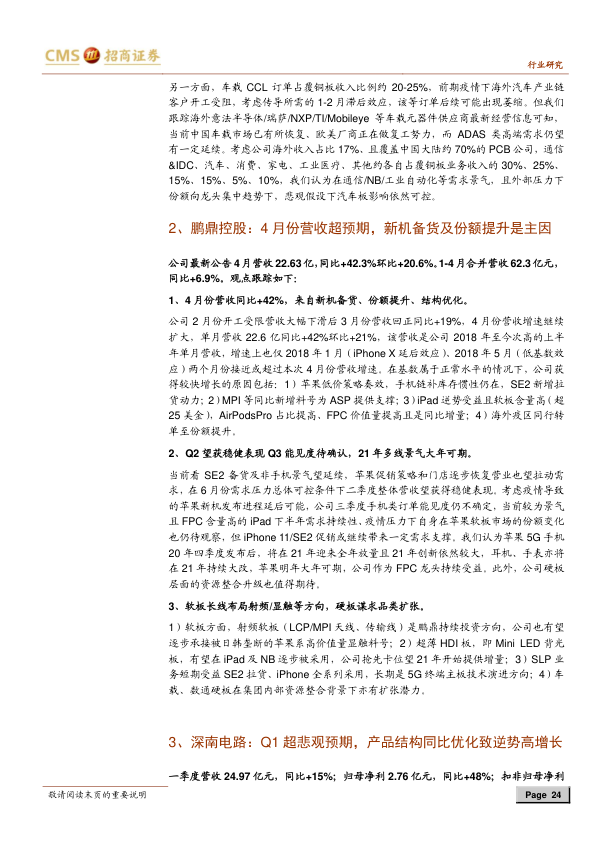 CMS 招商证券
行业研究
另一方面，车载 CCL 订单占覆铜板收入比例约 20-25%，前期疫情下海外汽车产业链
客户开工受阻，考虑传导所需的 1-2 月滞后效应，该等订单后续可能出现萎缩。但我们
跟踪海外意法半导体/瑞萨/NXP/TI/Mobileye 等车载元器件供应商最新经营信息可知，
当前中国车载市场已有所恢复、欧美厂商正在做复工努力，而 ADAS 类高端需求仍望
有一定延续。考虑公司海外收入占比 17%、且覆盖中国大陆约 70%的 PCB 公司，通信
&IDC、汽车、消费、家电、工业医疗、其他约各自占覆铜板业务收入的 30%、25%、
15%、15%、5%、10%，我们认为在通信/NB/工业自动化等需求景气，且外部压力下
份额向龙头集中趋势下，悲观假设下汽车板影响依然可控。
2、鹏鼎控股：4 月份营收超预期，新机备货及份额提升是主因
公司最新公告 4 月营收 22.63 亿，同比+42.3%环比+20.6%。1-4 月合并营收 62.3 亿元，
同比+6.9%。观点跟踪如下：
1、4 月份营收同比+42%，来自新机备货、份额提升、结构优化。
公司 2 月份开工受限营收大幅下滑后 3 月份营收回正同比+19%，4 月份营收增速继续
扩大，单月营收 22.6 亿同比+42%环比+21%，该营收是公司 2018 年至今次高的上半
年单月营收，增速上也仅 2018 年 1 月（iPhone X 延后效应）、2018 年 5 月（低基数效
应）两个月份接近或超过本次 4 月份营收增速。在基数属于正常水平的情况下，公司获
得较快增长的原因包括：1）苹果低价策略奏效，手机链补库存惯性仍在，SE2 新增拉
货动力；2）MPI 等同比新增料号为 ASP 提供支撑；3）iPad 逆势受益且软板含量高（超
25 美金），AirPodsPro 占比提高、FPC 价值量提高且是同比增量；4）海外疫区同行转
单至份额提升。
2、Q2 望获稳健表现 Q3 能见度待确认，21 年多线景气大年可期。
当前看 SE2 备货及非手机景气望延续，苹果促销策略和门店逐步恢复营业也望拉动需
求，在 6 月份需求压力总体可控条件下二季度整体营收望获得稳健表现。考虑疫情导致
的苹果新机发布进程延后可能，公司三季度手机类订单能见度仍不确定，当前较为景气
且 FPC 含量高的 iPad 下半年需求持续性、疫情压力下自身在苹果软板市场的份额变化
也仍待观察，但 iPhone 11/SE2 促销或继续带来一定需求支撑。我们认为苹果 5G 手机
20 年四季度发布后，将在 21 年迎来全年放量且 21 年创新依然较大，耳机、手表亦将
在 21 年持续大改，苹果明年大年可期，公司作为 FPC 龙头持续受益。此外，公司硬板
层面的资源整合升级也值得期待。
3、软板长线布局射频/显触等方向，硬板谋求品类扩张。
1）软板方面，射频软板（LCP/MPI 天线、传输线）是鹏鼎持续投资方向，公司也有望
逐步承接被日韩垄断的苹果系高价值量显触料号；2）超薄 HDI 板，即 Mini LED 背光
板，有望在 iPad 及 NB 逐步被采用，公司抢先卡位望 21 年开始提供增量；3）SLP 业
务短期受益 SE2 拉货、iPhone 全系列采用，长期是 5G 终端主板技术演进方向；4）车
载、数通硬板在集团内部资源整合背景下亦有扩张潜力。
3、深南电路：Q1 超悲观预期，产品结构同比优化致逆势高增长
一季度营收 24.97 亿元，同比+15%；归母净利 2.76 亿元，同比+48%；扣非归母净利
敬请阅读末页的重要说明
Page 24